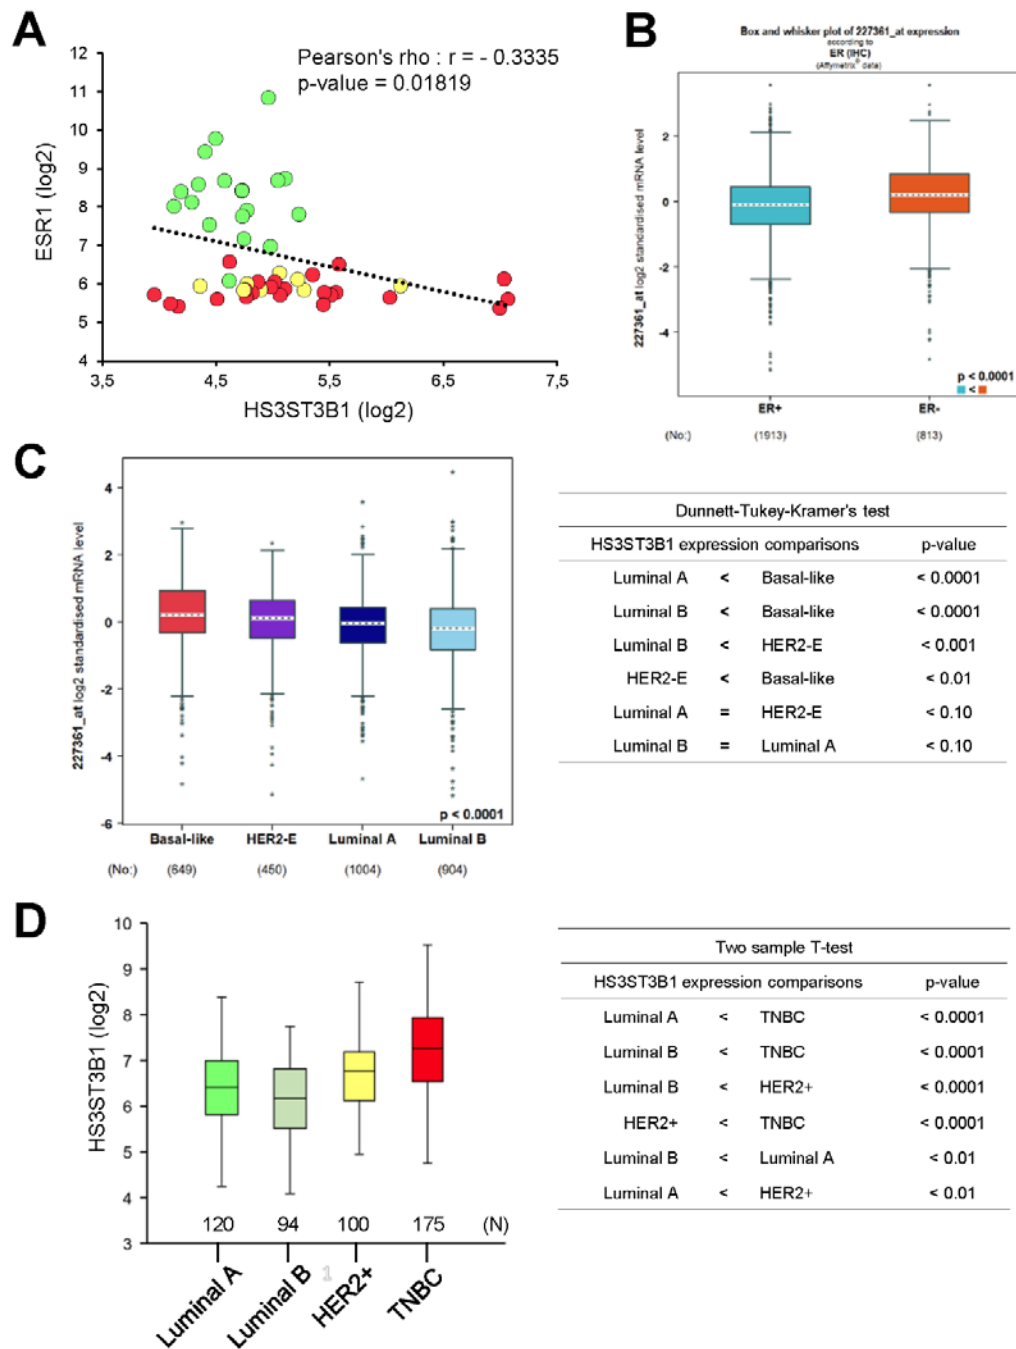 A
Pearson's rho : r = - 0.3335
p-value = 0.01819
12
11
10
9
8
7
6
5
4
ESR1 (log2)
3,5
4,5
5,5
6,5
7,5
HS3ST3B1 (log2)
B
Box and whisker plot of 227361_at expression
according to
ER (IHC)
(Affymetrix® data)
227361_at log2 standardised mRNA level
2
0
-2
-4
p < 0.0001
<
ER+
ER-
(No:)
(1913)
(813)
C
227361_at log2 standardised mRNA level
4
2
0
-2
-4
-6
p < 0.0001
Basal-like
HER2-E
Luminal A
Luminal B
(No:)
(649)
(450)
(1004)
(904)
Dunnett-Tukey-Kramer's test
HS3ST3B1 expression comparisons p-value
Luminal A < Basal-like < 0.0001
Luminal B < Basal-like < 0.0001
Luminal B < HER2-E < 0.001
HER2-E < Basal-like < 0.01
Luminal A = HER2-E < 0.10
Luminal B = Luminal A < 0.10
D
HS3ST3B1 (log2)
10
9
8
7
6
5
4
3
120
94
100
175
(N)
Luminal A
Luminal B
1
HER2+
TNBC
Two sample T-test
HS3ST3B1 expression comparisons p-value
Luminal A < TNBC < 0.0001
Luminal B < TNBC < 0.0001
Luminal B < HER2+ < 0.0001
HER2+ < TNBC < 0.0001
Luminal B < Luminal A < 0.01
Luminal A < HER2+ < 0.01